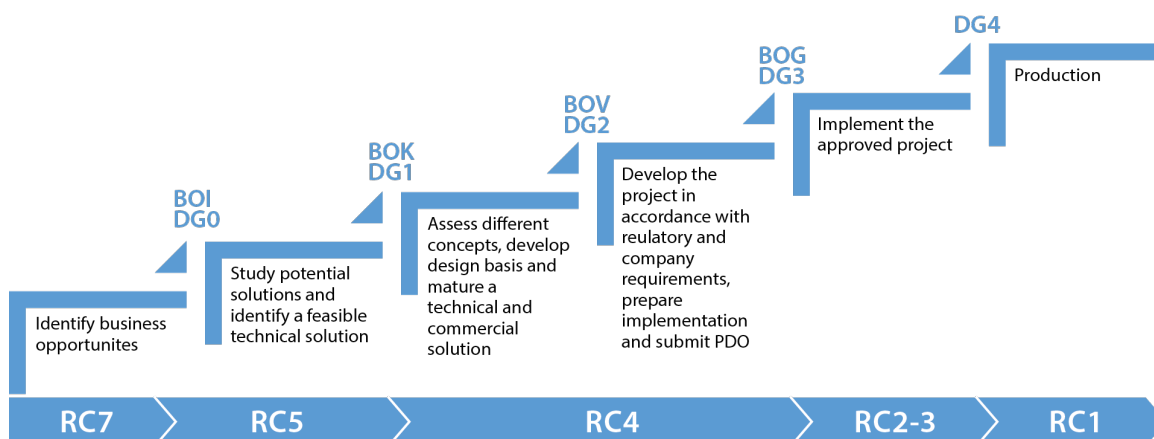 Identify business
opportunites
BOI
DG0
Study potential
solutions and
identify a feasible
technical solution
BOK
DG1
Assess different
concepts, develop
design basis and
mature a
technical and
commercial
solution
BOV
DG2
Develop the
project in
accordance with
reulatory and
company
requirements,
prepare
implementation
and submit PDO
BOG
DG3
Implement the
approved project
DG4
Production
RC7
RC5
RC4
RC2-3
RC1